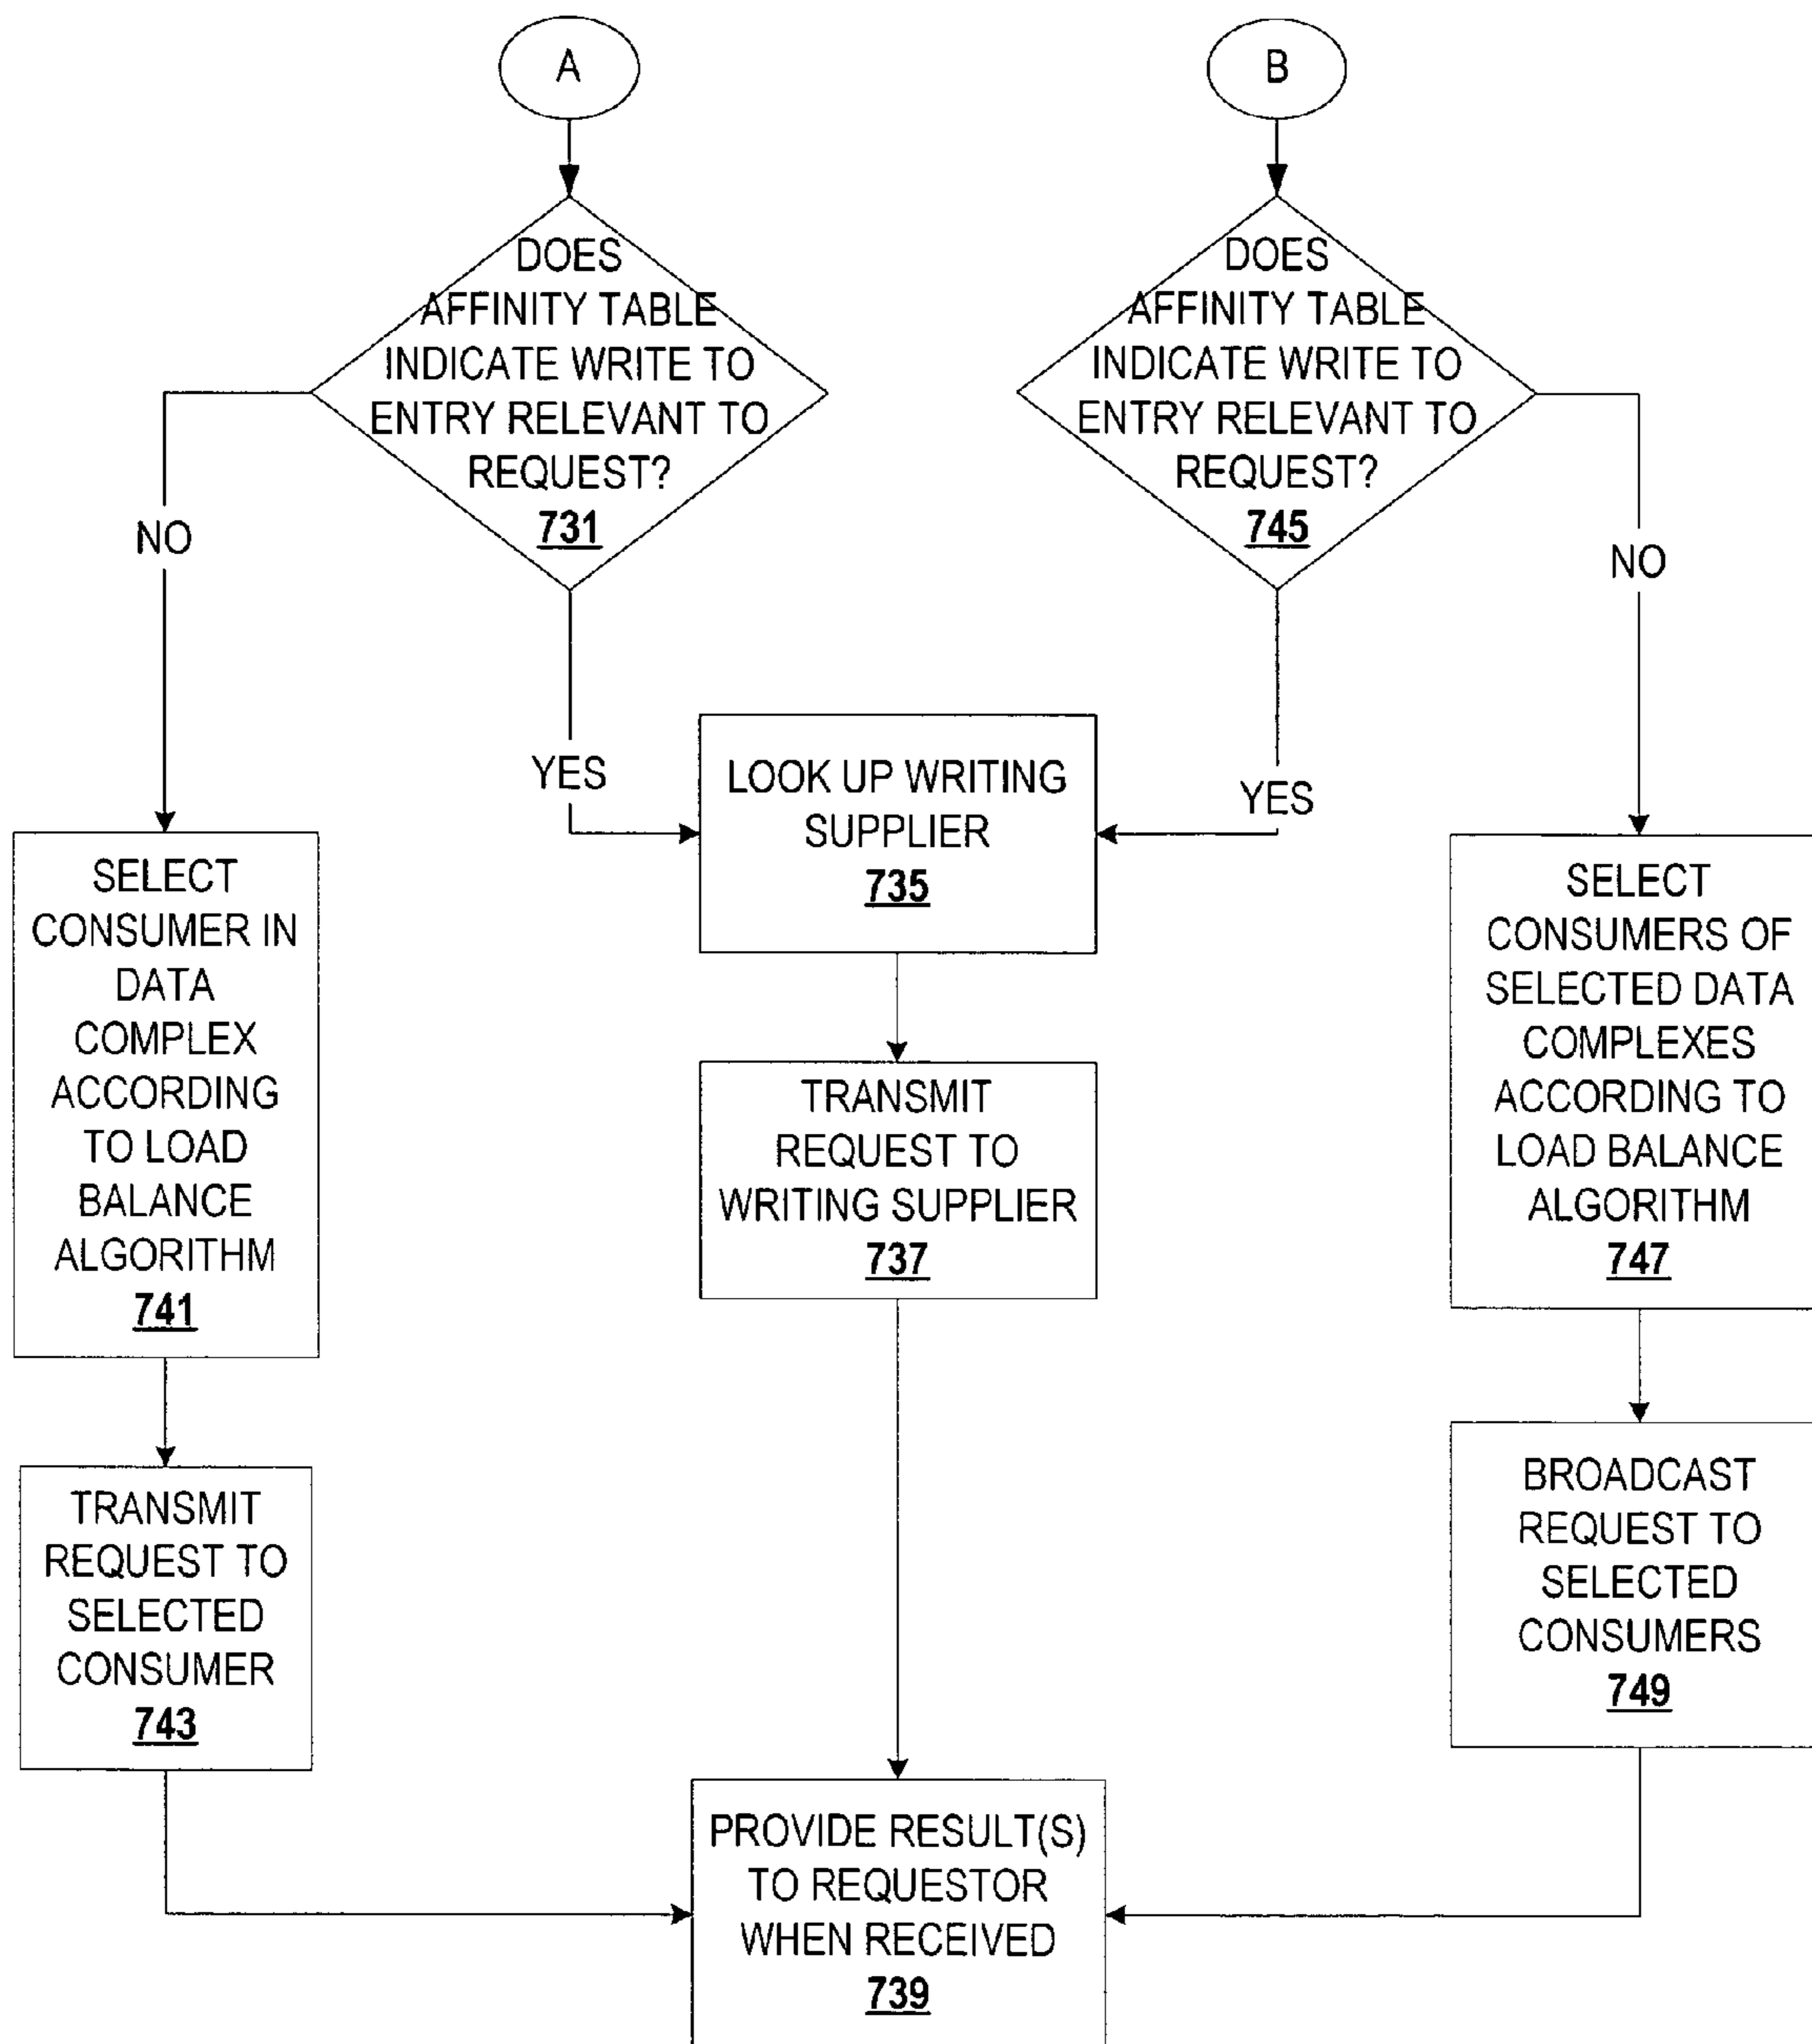 A
B
DOES
AFFINITY TABLE
INDICATE WRITE TO
ENTRY RELEVANT TO
REQUEST?
731
DOES
AFFINITY TABLE
INDICATE WRITE TO
ENTRY RELEVANT TO
REQUEST?
745
NO
NO
YES
YES
LOOK UP WRITING
SUPPLIER
735
SELECT
CONSUMER IN
DATA
COMPLEX
ACCORDING
TO LOAD
BALANCE
ALGORITHM
741
TRANSMIT
REQUEST TO
WRITING SUPPLIER
737
SELECT
CONSUMERS OF
SELECTED DATA
COMPLEXES
ACCORDING TO
LOAD BALANCE
ALGORITHM
747
TRANSMIT
REQUEST TO
SELECTED
CONSUMER
743
BROADCAST
REQUEST TO
SELECTED
CONSUMERS
749
PROVIDE RESULT(S)
TO REQUESTOR
WHEN RECEIVED
739